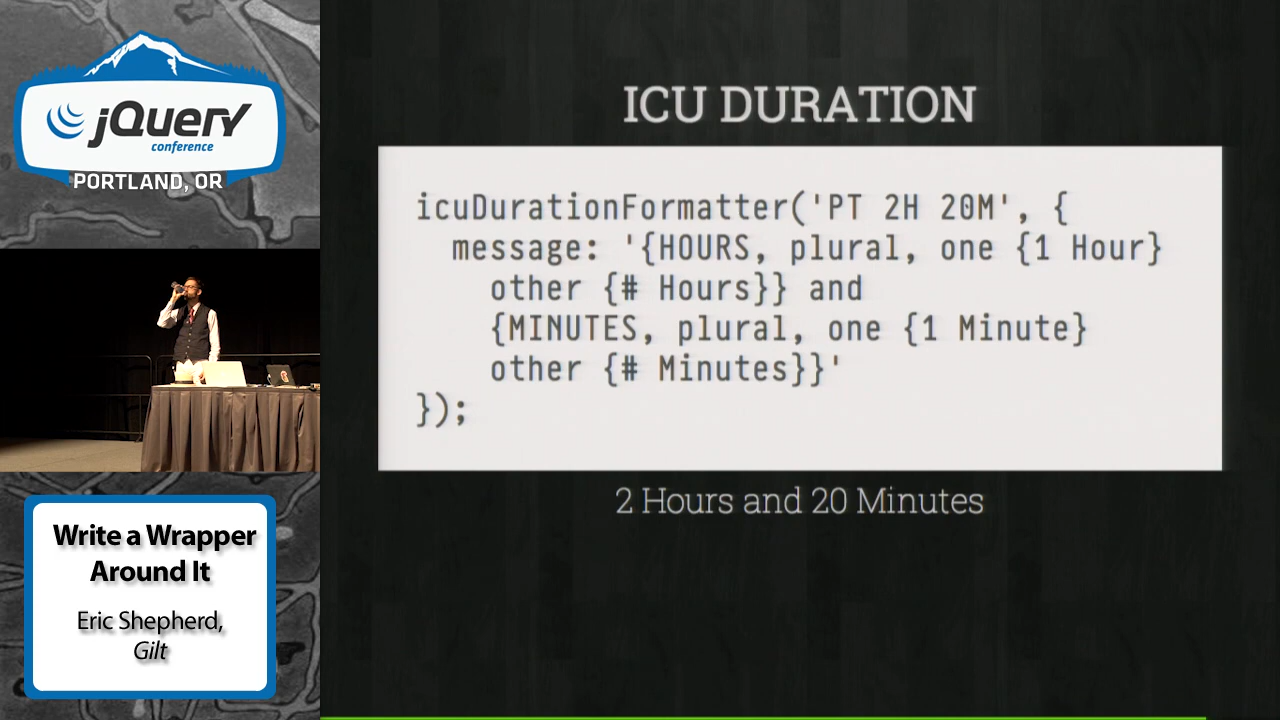 jQuery
conference
PORTLAND, OR
Write a Wrapper
Around It
Eric Shepherd,
Gilt
ICU DURATION
icuDurationFormatter('PT 2H 20M', {
message: '{HOURS, plural, one {1 Hour}
other {# Hours}} and
{MINUTES, plural, one {1 Minute}
other {# Minutes}}'
});
2 Hours and 20 Minutes